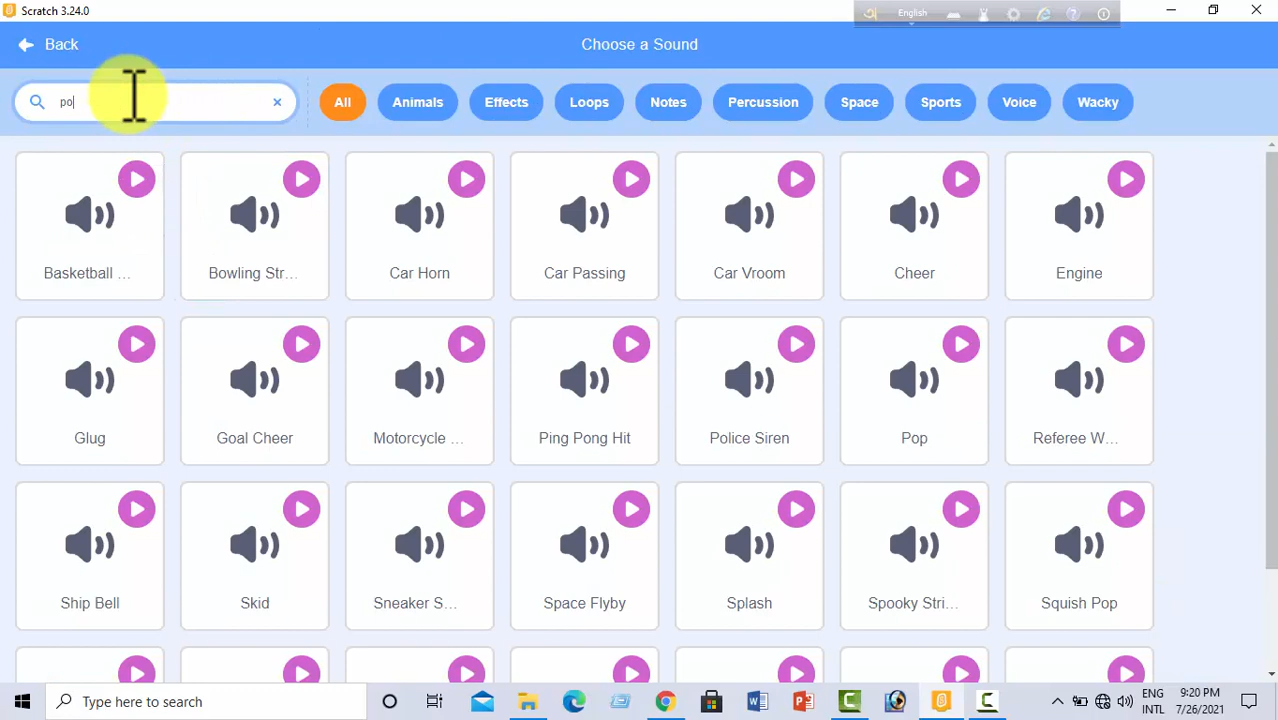 Scratch 3.24.0
English
Back
Choose a Sound
po
All
Animals
Effects
Loops
Notes
Percussion
Space
Sports
Voice
Wacky
Basketball ...
Bowling Str...
Car Horn
Car Passing
Car Vroom
Cheer
Engine
Glug
Goal Cheer
Motorcycle ...
Ping Pong Hit
Police Siren
Pop
Referee W...
Ship Bell
Skid
Sneaker S...
Space Flyby
Splash
Spooky Stri...
Squish Pop
Type here to search
ENG
INTL
9:20 PM
7/26/2021